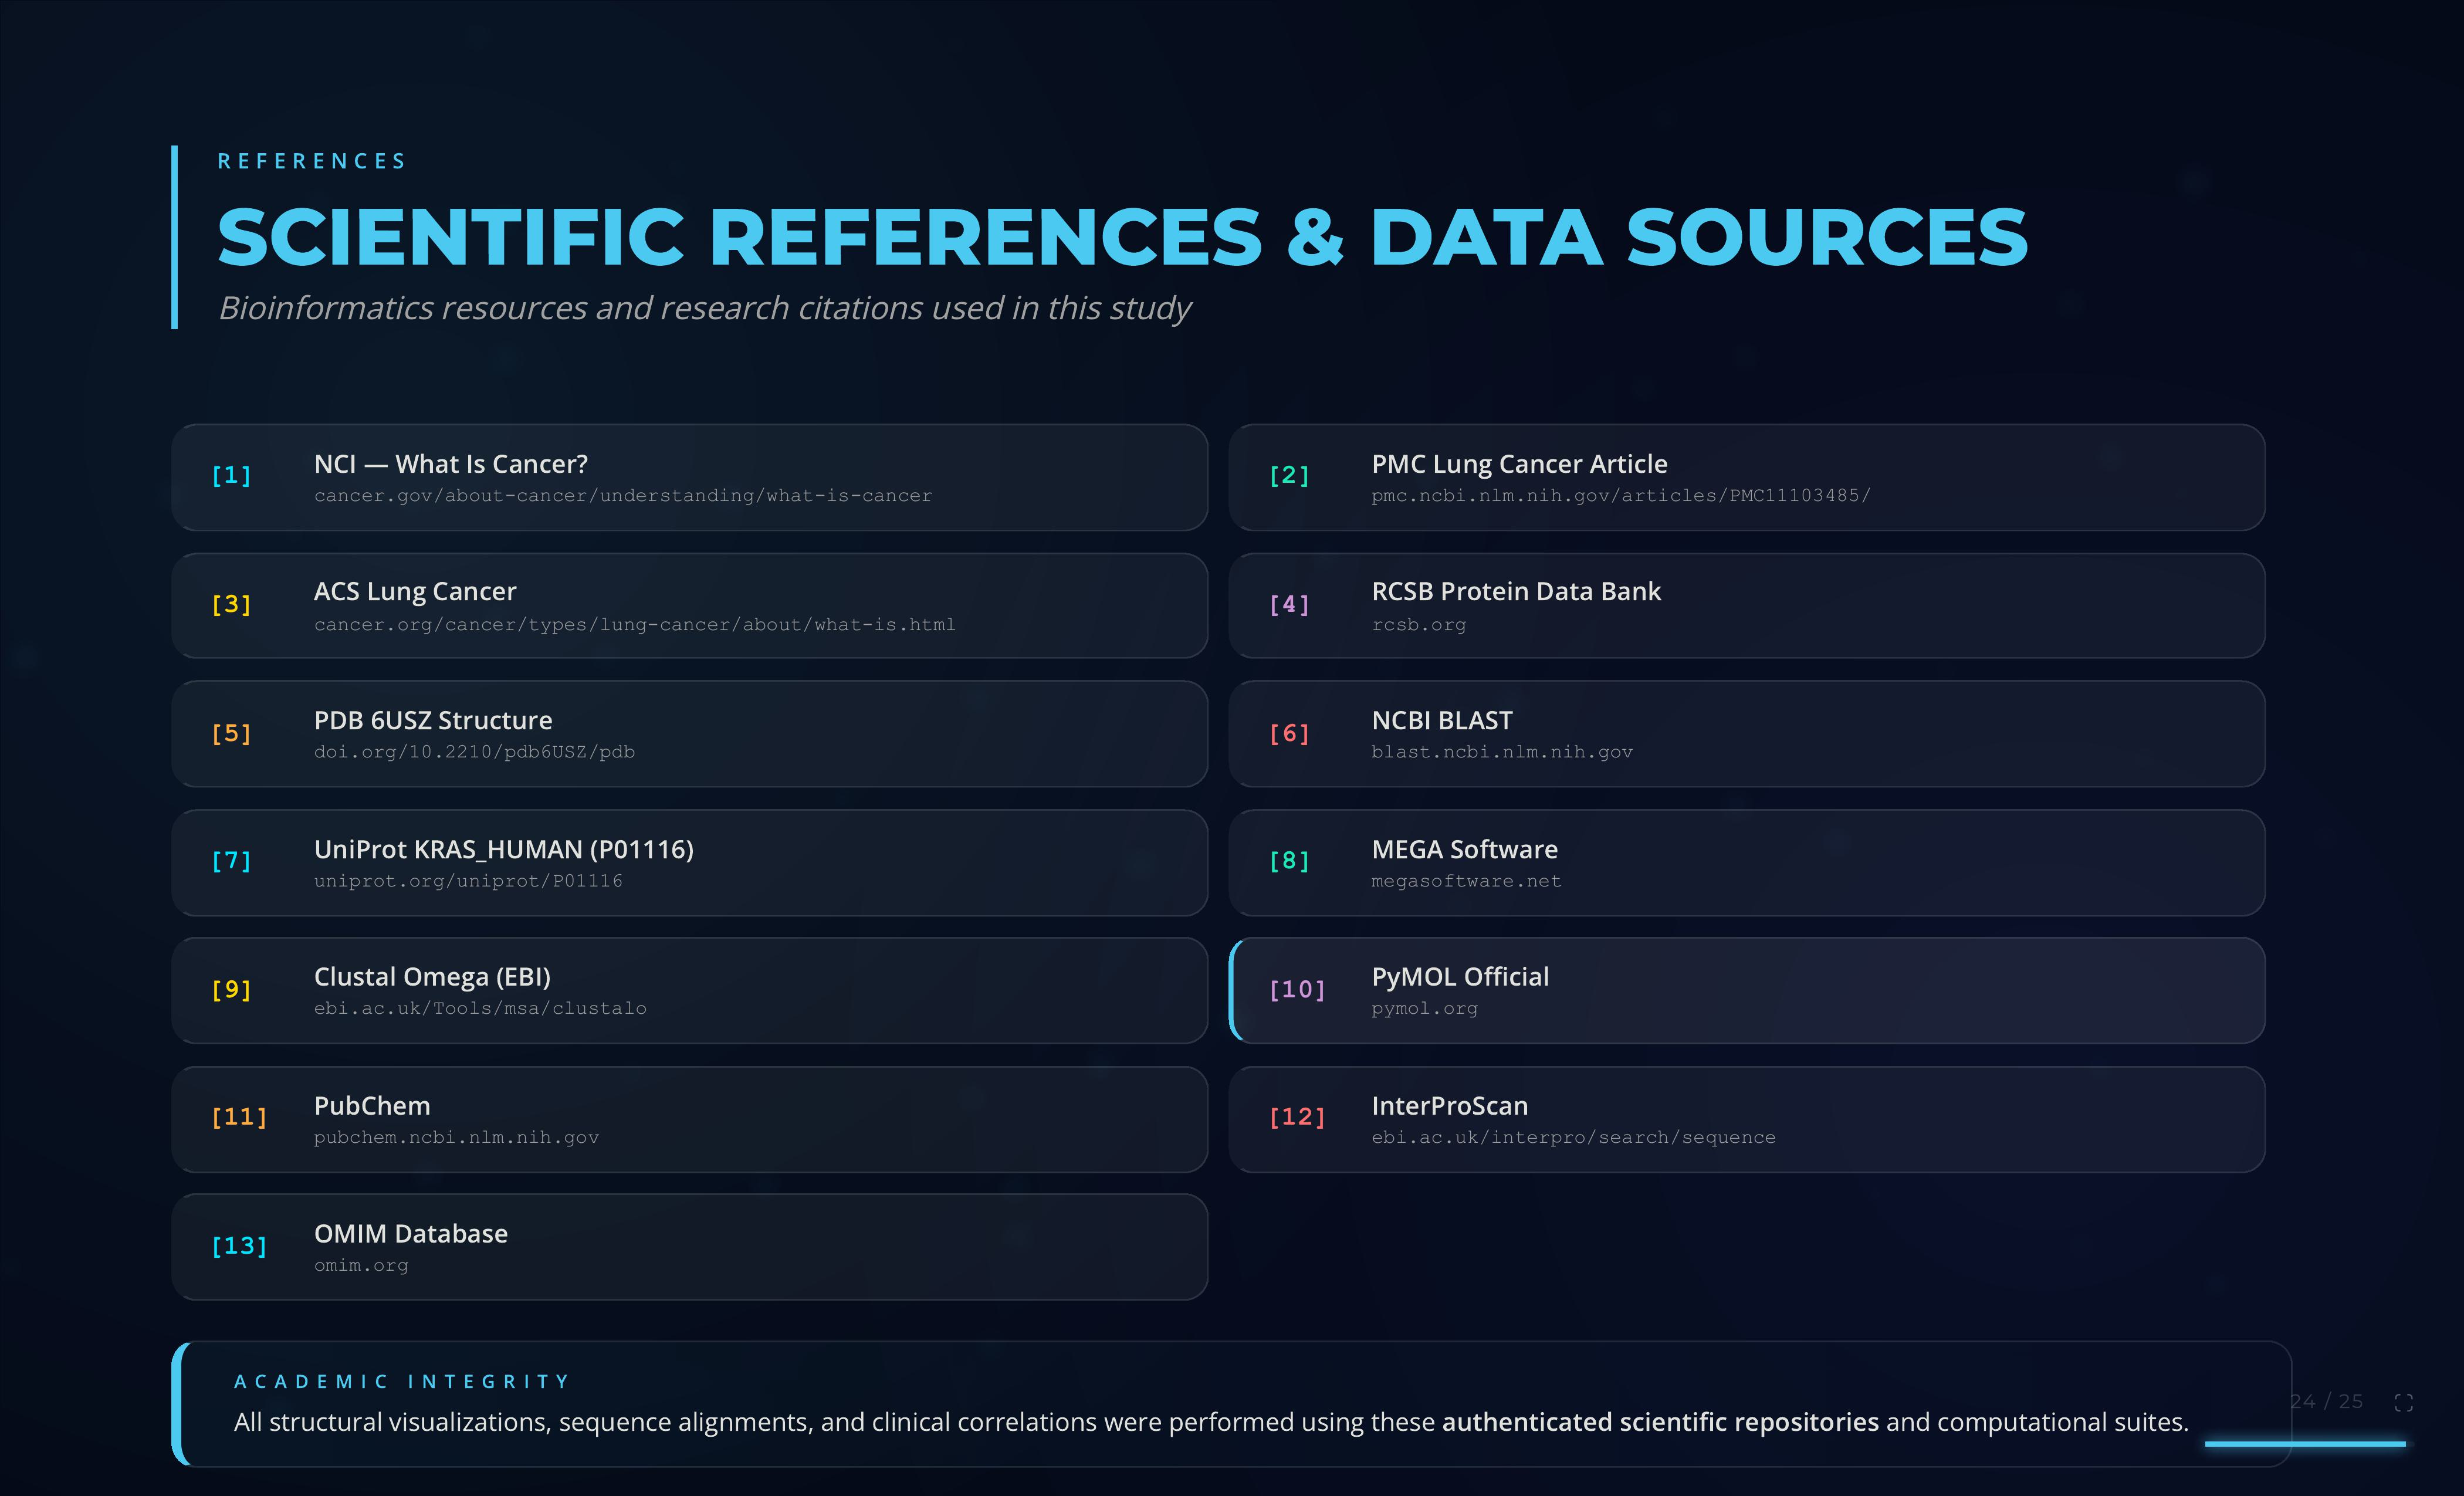 REFERENCES
SCIENTIFIC REFERENCES & DATA SOURCES
Bioinformatics resources and research citations used in this study
[1]
NCI — What Is Cancer?
cancer.gov/about-cancer/understanding/what-is-cancer
[2]
PMC Lung Cancer Article
pmc.ncbi.nlm.nih.gov/articles/PMC11103485/
[3]
ACS Lung Cancer
cancer.org/cancer/types/lung-cancer/about/what-is.html
[4]
RCSB Protein Data Bank
rcsb.org
[5]
PDB 6USZ Structure
doi.org/10.2210/pdb6USZ/pdb
[6]
NCBI BLAST
blast.ncbi.nlm.nih.gov
[7]
UniProt KRAS_HUMAN (P01116)
uniprot.org/uniprot/P01116
[8]
MEGA Software
megasoftware.net
[9]
Clustal Omega (EBI)
ebi.ac.uk/Tools/msa/clustalo
[10]
PyMOL Official
pymol.org
[11]
PubChem
pubchem.ncbi.nlm.nih.gov
[12]
InterProScan
ebi.ac.uk/interpro/search/sequence
[13]
OMIM Database
omim.org
ACADEMIC INTEGRITY
All structural visualizations, sequence alignments, and clinical correlations were performed using these authenticated scientific repositories and computational suites.
24 / 25